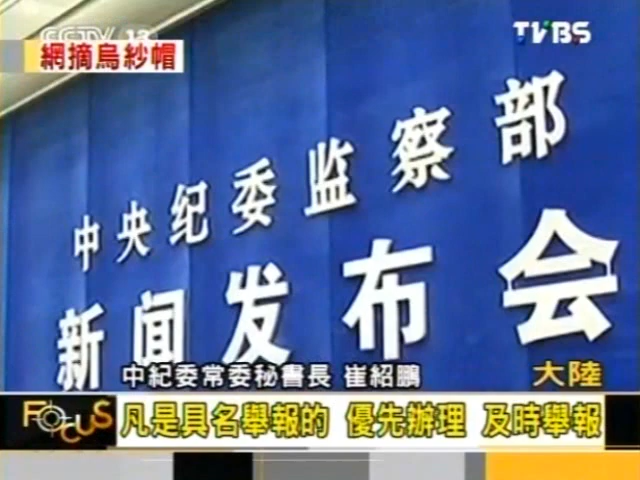 CCTV 13
TVBS
網摘烏紗帽
中央纪委监察部
新闻发布会
中紀委常委秘書長 崔紹鵬
大陸
FOCUS
凡是具名舉報的 優先辦理 及時舉報